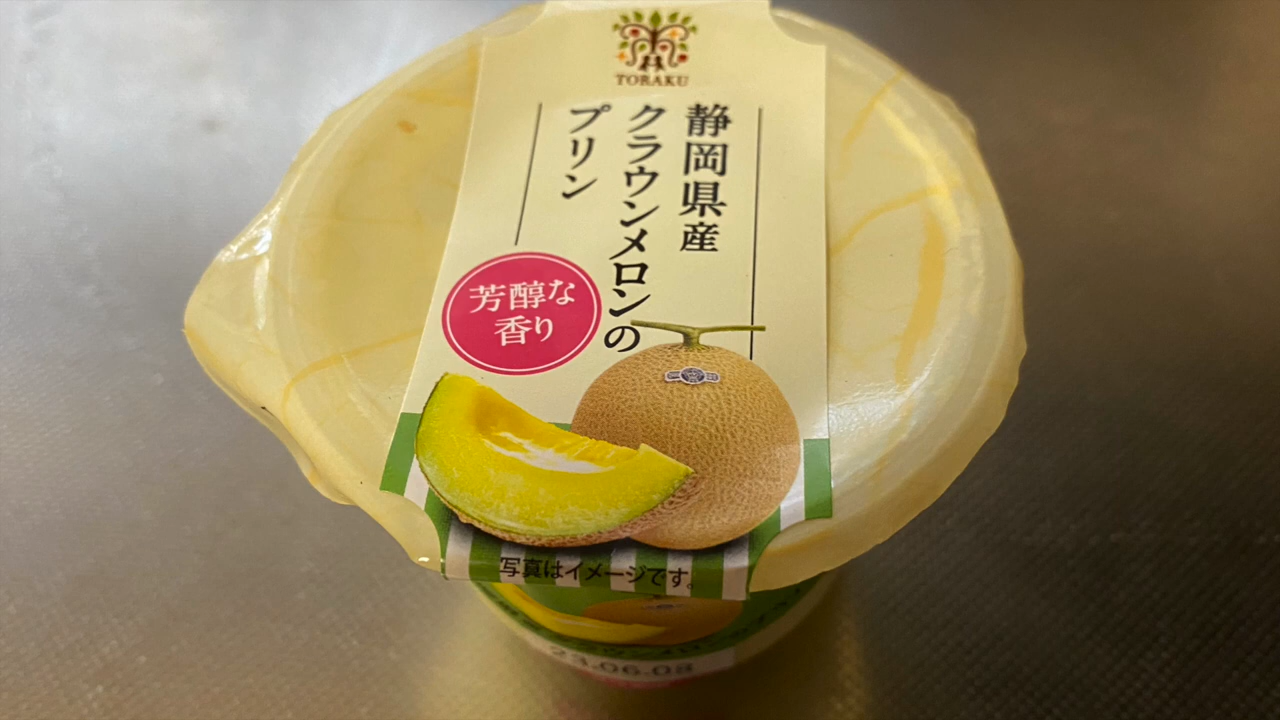 TORAKU
静岡県産
クラウンメロンの
プリン
芳醇な
香り
写真はイメージです。
23.06.08